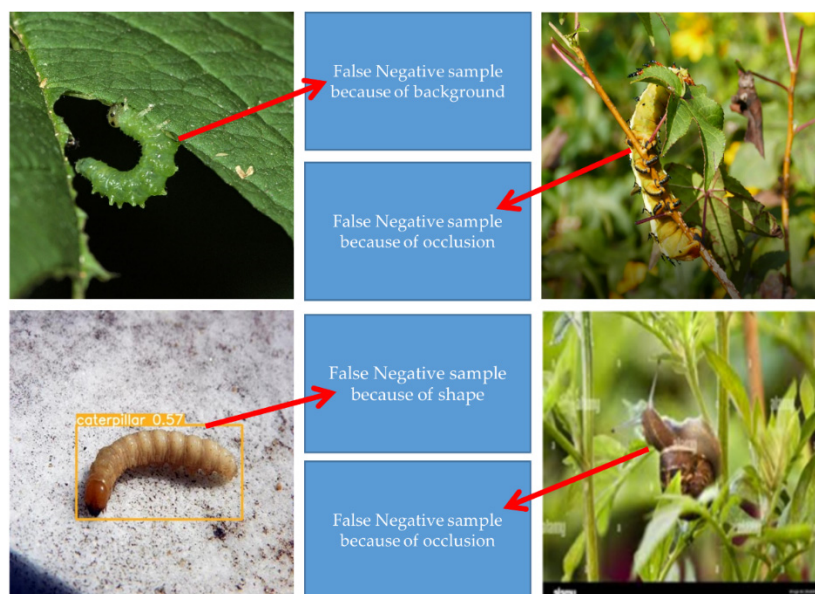 False Negative sample
because of background
False Negative sample
because of occlusion
caterpillar 0.57
False Negative sample
because of shape
False Negative sample
because of occlusion
alamy